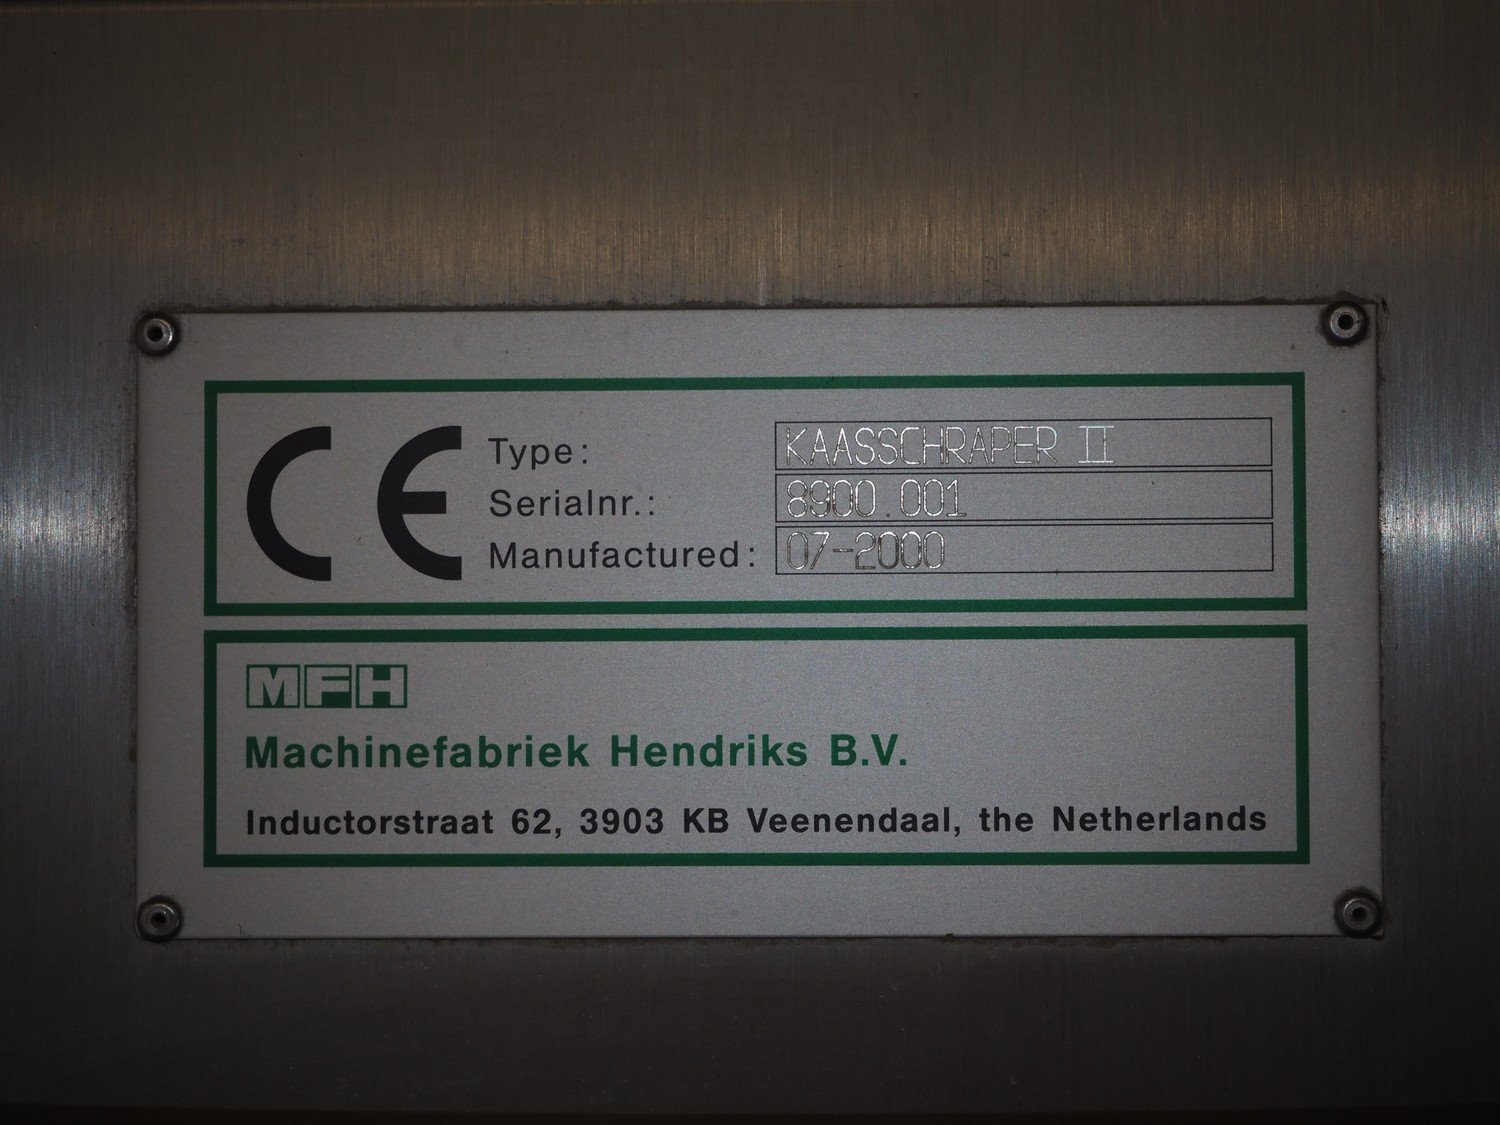 CE
Type: KAASSCHRAPER II
Serialnr.: 8900.001
Manufactured: 07-2000
MFH
Machinefabriek Hendriks B.V.
Inductorstraat 62, 3903 KB Veenendaal, the Netherlands